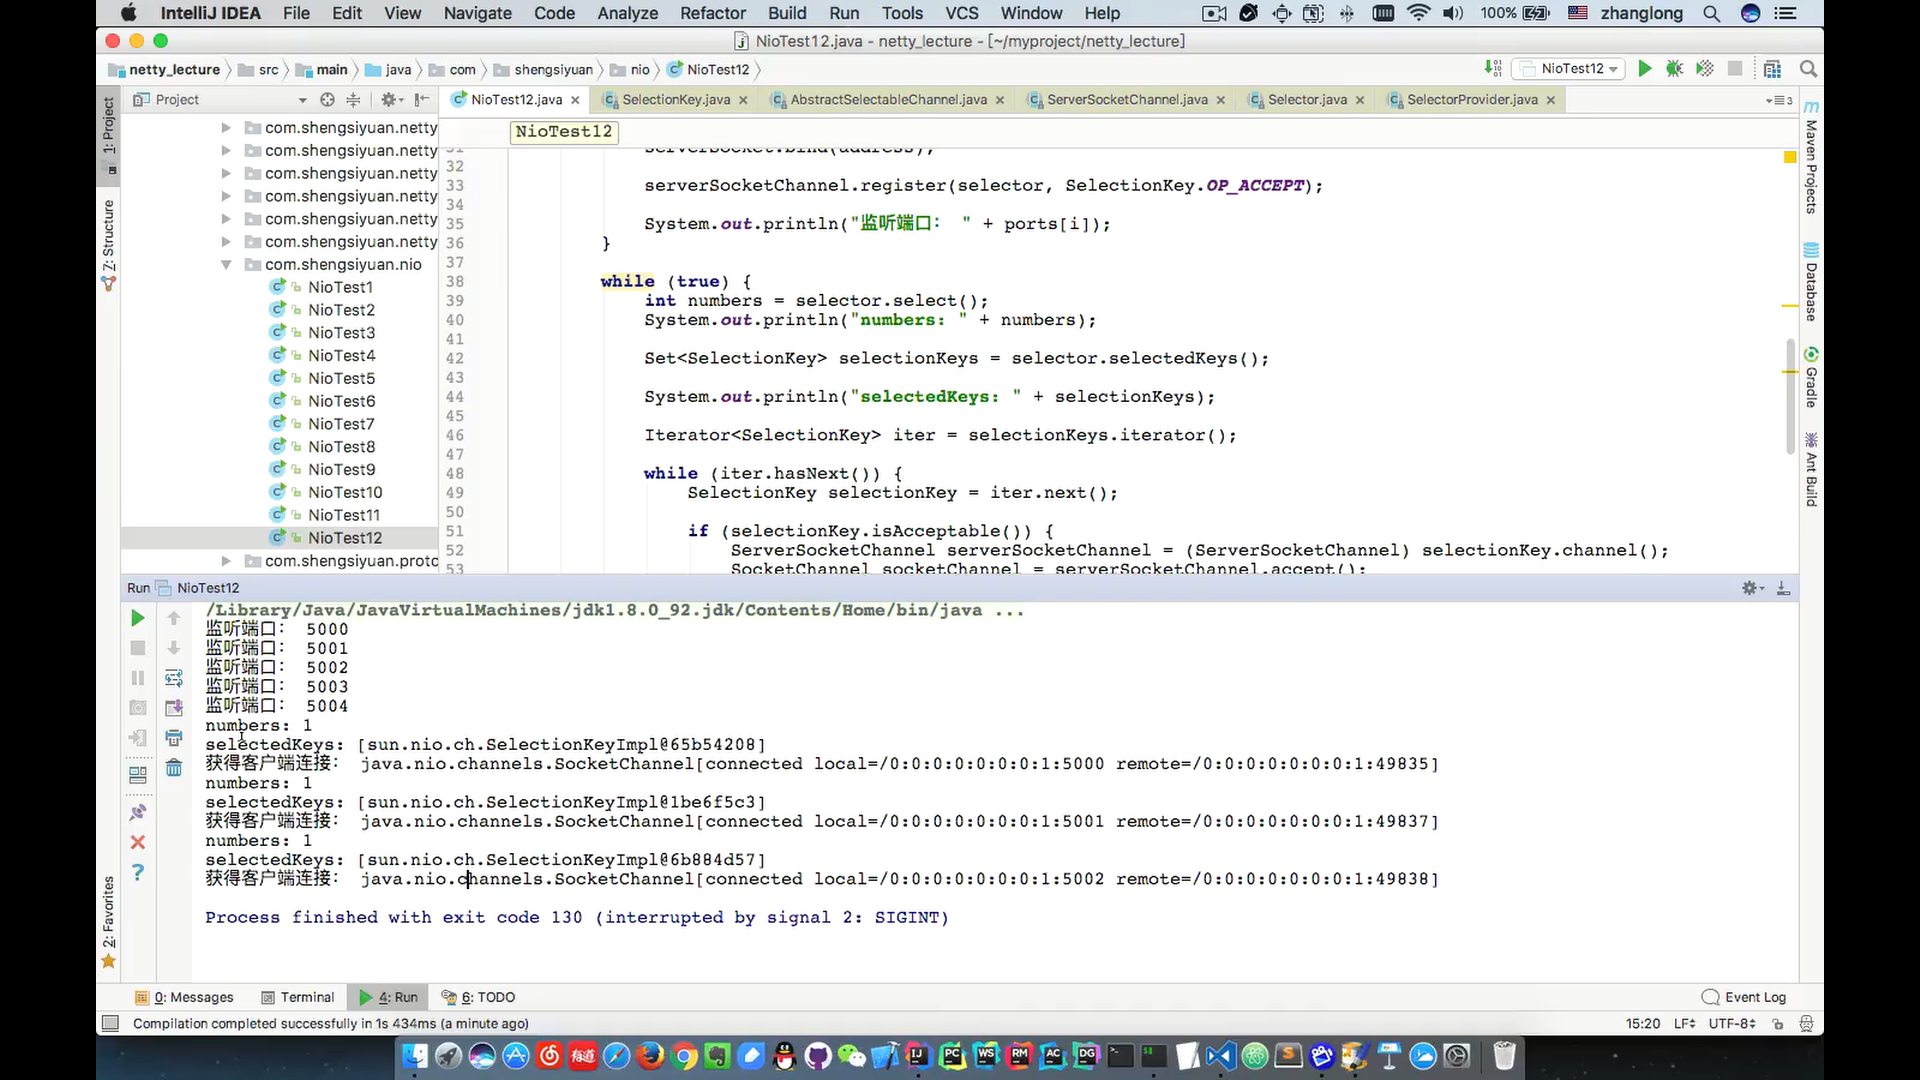 IntelliJ IDEA File Edit View Navigate Code Analyze Refactor Build Run Tools VCS Window Help 100% zhanglong
NioTest12.java - netty_lecture - [~/myproject/netty_lecture]
netty_lecture src main java com shengsiyuan nio NioTest12 NioTest12
Project NioTest12.java SelectionKey.java AbstractSelectableChannel.java ServerSocketChannel.java Selector.java SelectorProvider.java
1: Project
7: Structure
2: Favorites
com.shengsiyuan.netty
com.shengsiyuan.netty
com.shengsiyuan.netty
com.shengsiyuan.netty
com.shengsiyuan.netty
com.shengsiyuan.netty
com.shengsiyuan.nio
NioTest1
NioTest2
NioTest3
NioTest4
NioTest5
NioTest6
NioTest7
NioTest8
NioTest9
NioTest10
NioTest11
NioTest12
com.shengsiyuan.proto
NioTest12
31 serverSocket.bind(address);
32
33 serverSocketChannel.register(selector, SelectionKey.OP_ACCEPT);
34
35 System.out.println("监听端口： " + ports[i]);
36 }
37
38 while (true) {
39 int numbers = selector.select();
40 System.out.println("numbers: " + numbers);
41
42 Set<SelectionKey> selectionKeys = selector.selectedKeys();
43
44 System.out.println("selectedKeys: " + selectionKeys);
45
46 Iterator<SelectionKey> iter = selectionKeys.iterator();
47
48 while (iter.hasNext()) {
49 SelectionKey selectionKey = iter.next();
50
51 if (selectionKey.isAcceptable()) {
52 ServerSocketChannel serverSocketChannel = (ServerSocketChannel) selectionKey.channel();
53 SocketChannel socketChannel = serverSocketChannel.accept();
Maven Projects
Database
Gradle
Ant Build
Run NioTest12
/Library/Java/JavaVirtualMachines/jdk1.8.0_92.jdk/Contents/Home/bin/java ...
监听端口： 5000
监听端口： 5001
监听端口： 5002
监听端口： 5003
监听端口： 5004
numbers: 1
selectedKeys: [sun.nio.ch.SelectionKeyImpl@65b54208]
获得客户端连接： java.nio.channels.SocketChannel[connected local=/0:0:0:0:0:0:0:1:5000 remote=/0:0:0:0:0:0:0:1:49835]
numbers: 1
selectedKeys: [sun.nio.ch.SelectionKeyImpl@1be6f5c3]
获得客户端连接： java.nio.channels.SocketChannel[connected local=/0:0:0:0:0:0:0:1:5001 remote=/0:0:0:0:0:0:0:1:49837]
numbers: 1
selectedKeys: [sun.nio.ch.SelectionKeyImpl@6b884d57]
获得客户端连接： java.nio.channels.SocketChannel[connected local=/0:0:0:0:0:0:0:1:5002 remote=/0:0:0:0:0:0:0:1:49838]
Process finished with exit code 130 (interrupted by signal 2: SIGINT)
0: Messages Terminal 4: Run 6: TODO Event Log
Compilation completed successfully in 1s 434ms (a minute ago) 15:20 LF UTF-8